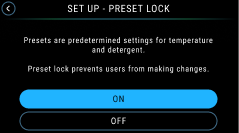 SET UP - PRESET LOCK
Presets are predetermined settings for temperature
and detergent.
Preset lock prevents users from making changes.
ON
OFF